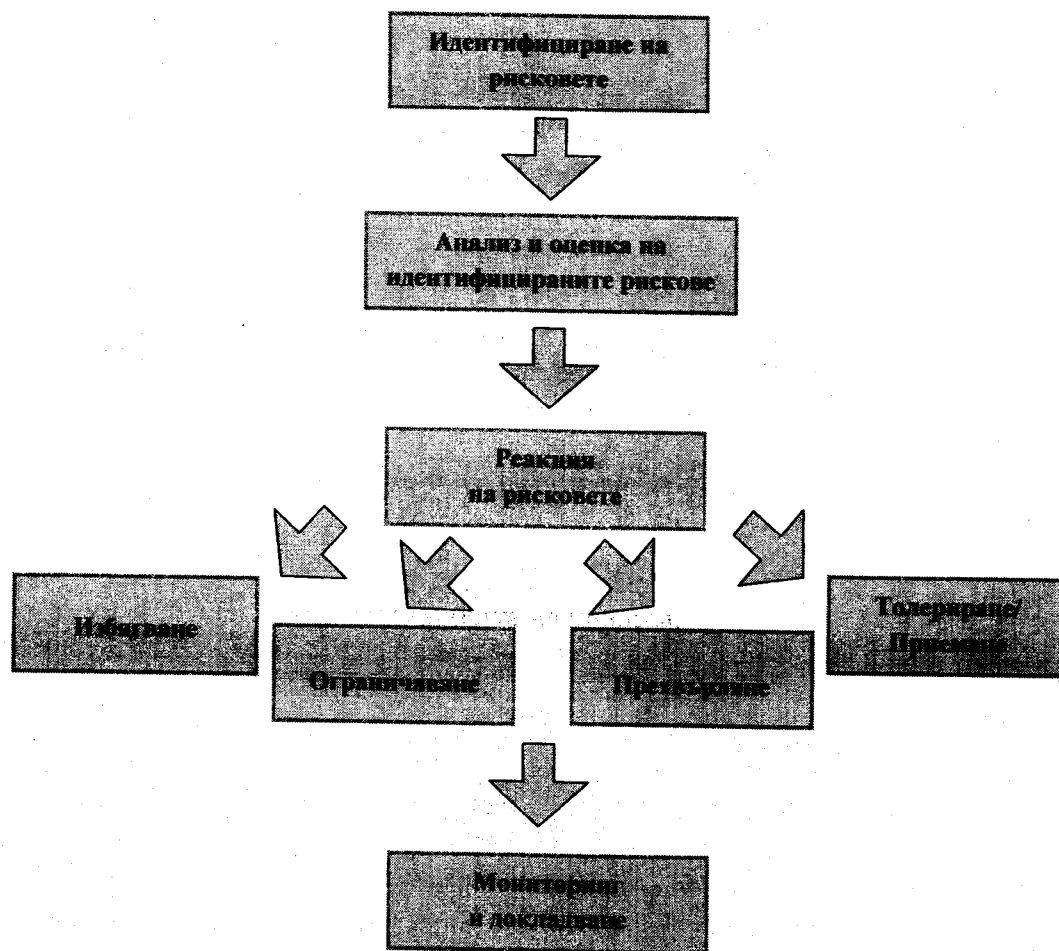 Идентифициране на
рисковете
Анализ и оценка на
идентифицираните рискове
Реакция
на рисковете
Избягване
Ограничаване
Прехвърляне
Толериране/
Приемане
Мониторинг
и докладване